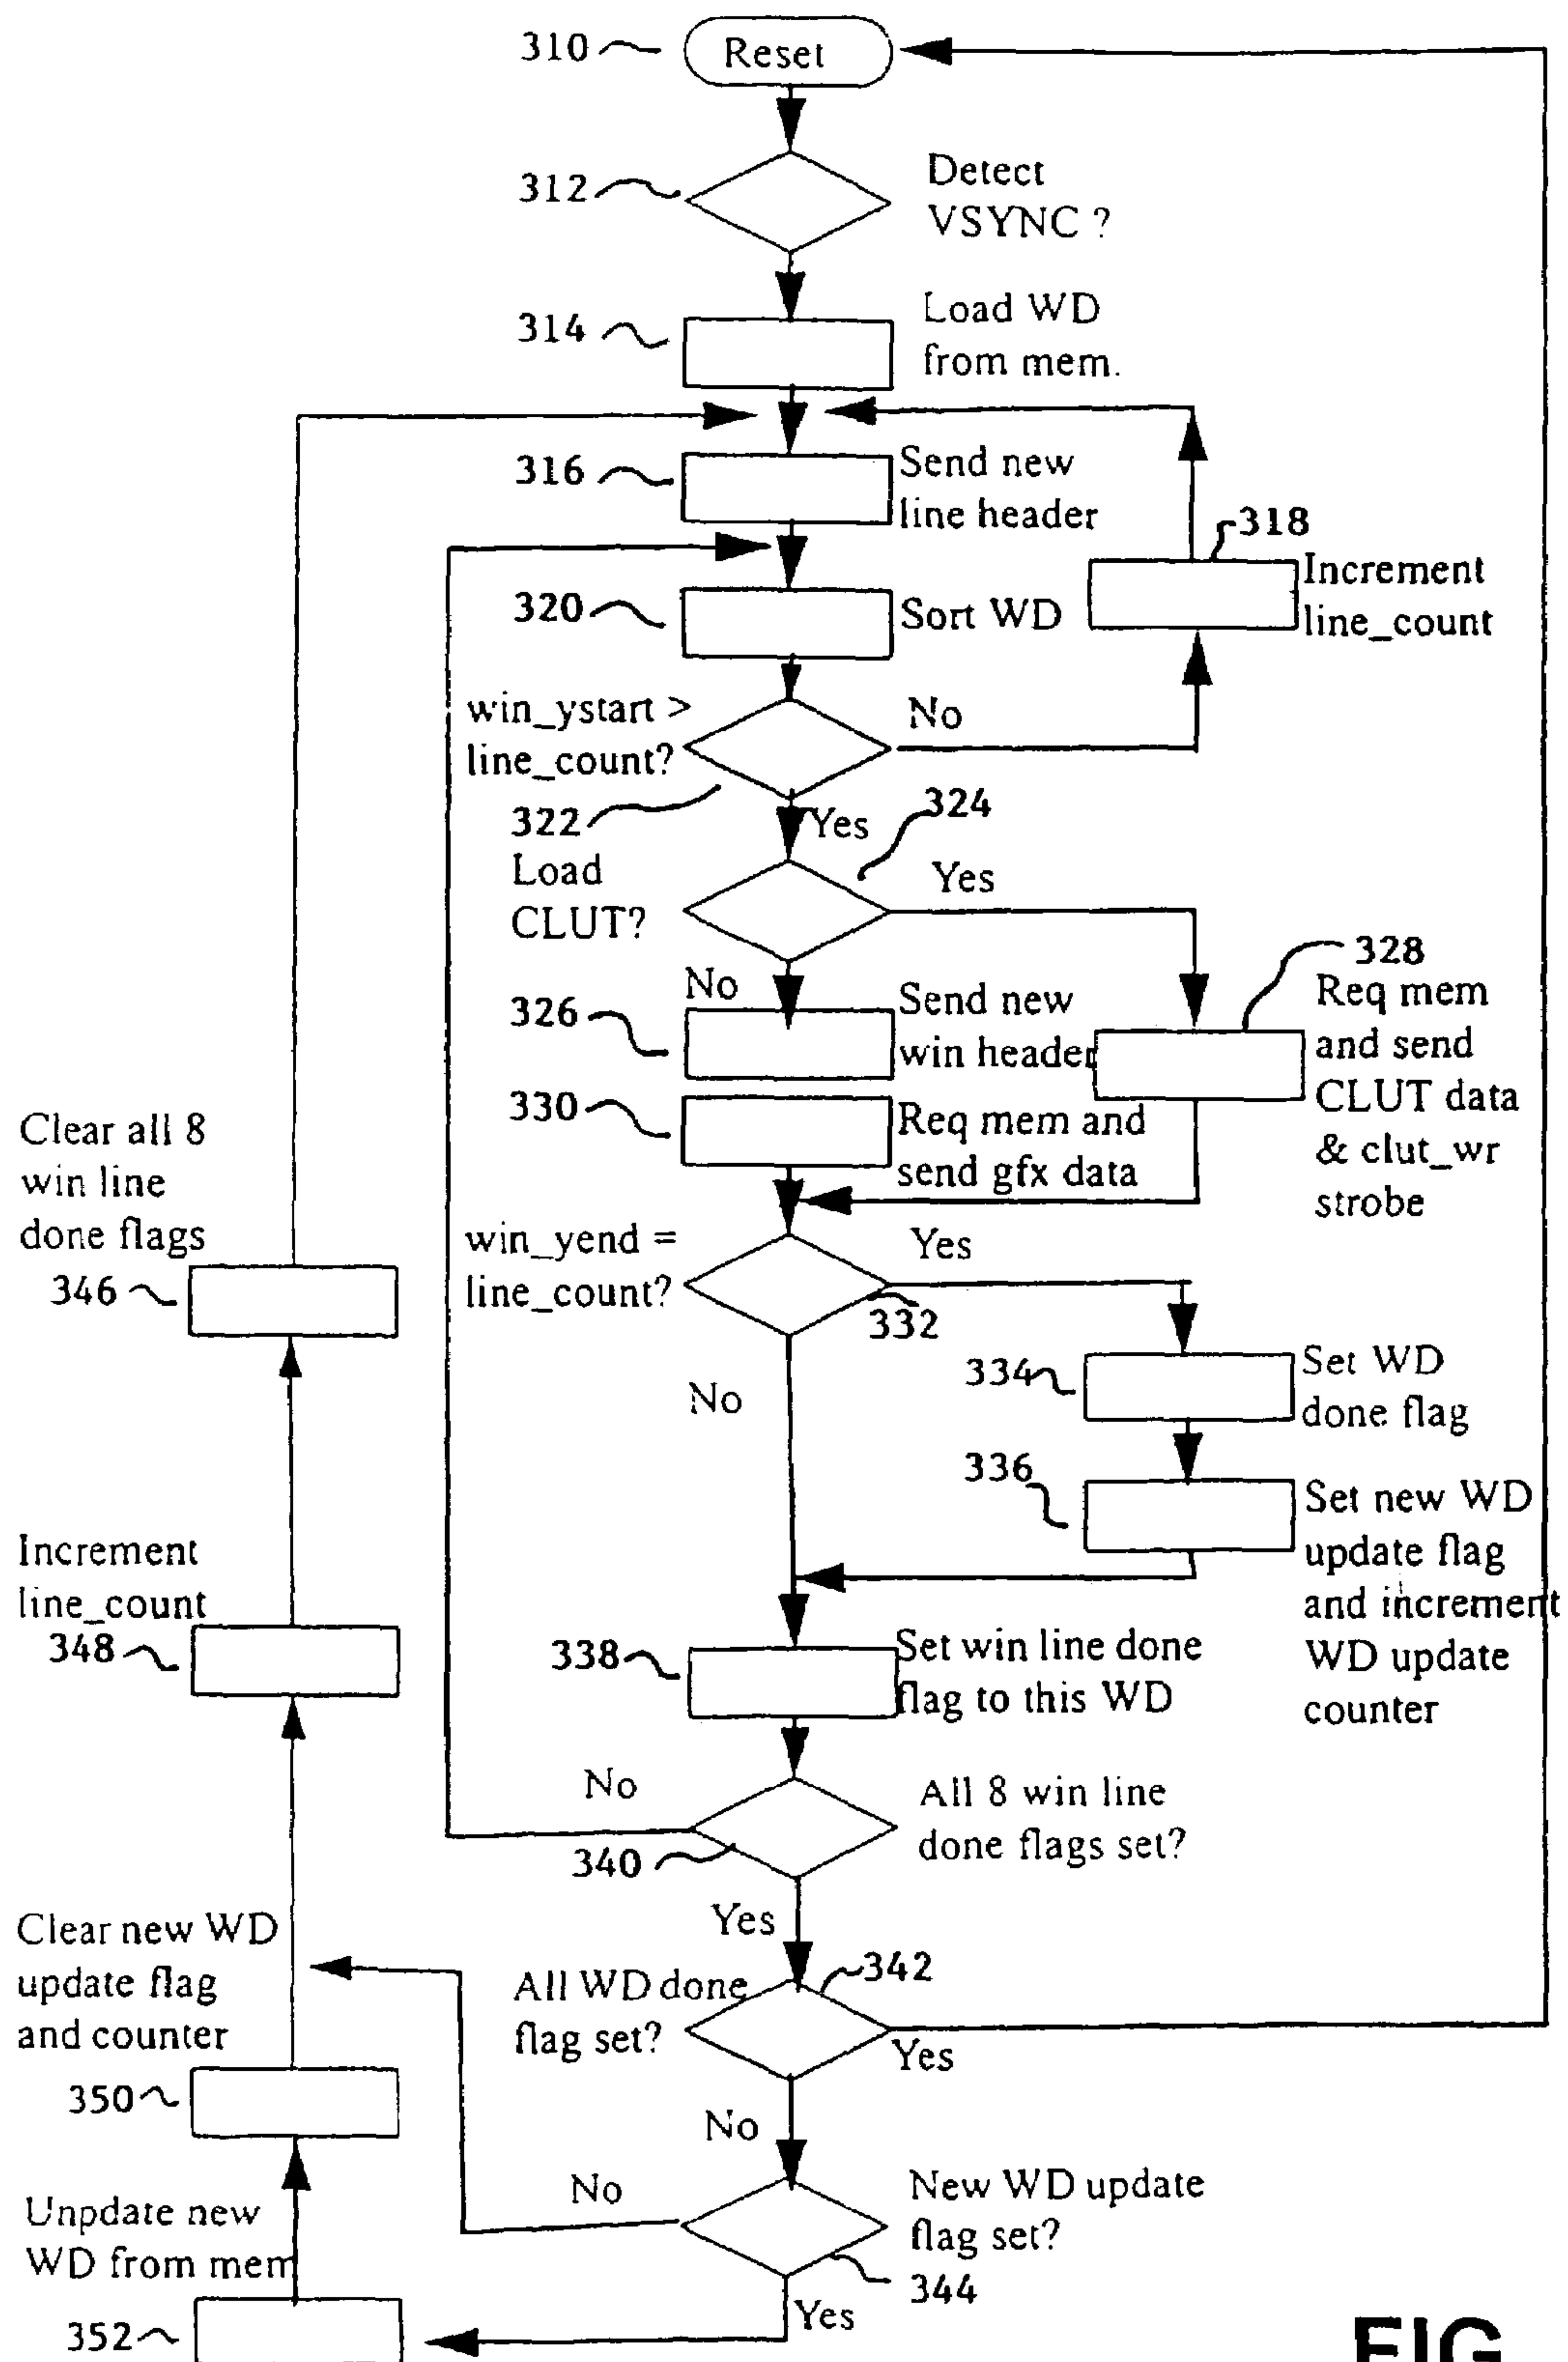 310
Reset
312
Detect
VSYNC ?
314
Load WD
from mem.
316
Send new
line header
318
Increment
line_count
320
Sort WD
win_ystart >
line_count?
No
322
Yes
324
Load
CLUT?
Yes
No
326
Send new
win header
328
Req mem
and send
CLUT data
& clut_wr
strobe
330
Req mem and
send gfx data
Clear all 8
win line
done flags
346
win_yend =
line_count?
Yes
332
No
334
Set WD
done flag
336
Set new WD
update flag
and increment
WD update
counter
Increment
line_count
348
338
Set win line done
flag to this WD
No
340
All 8 win line
done flags set?
Yes
Clear new WD
update flag
and counter
350
All WD done
flag set?
342
Yes
No
No
New WD update
flag set?
344
Yes
Unpdate new
WD from mem
352
FIG